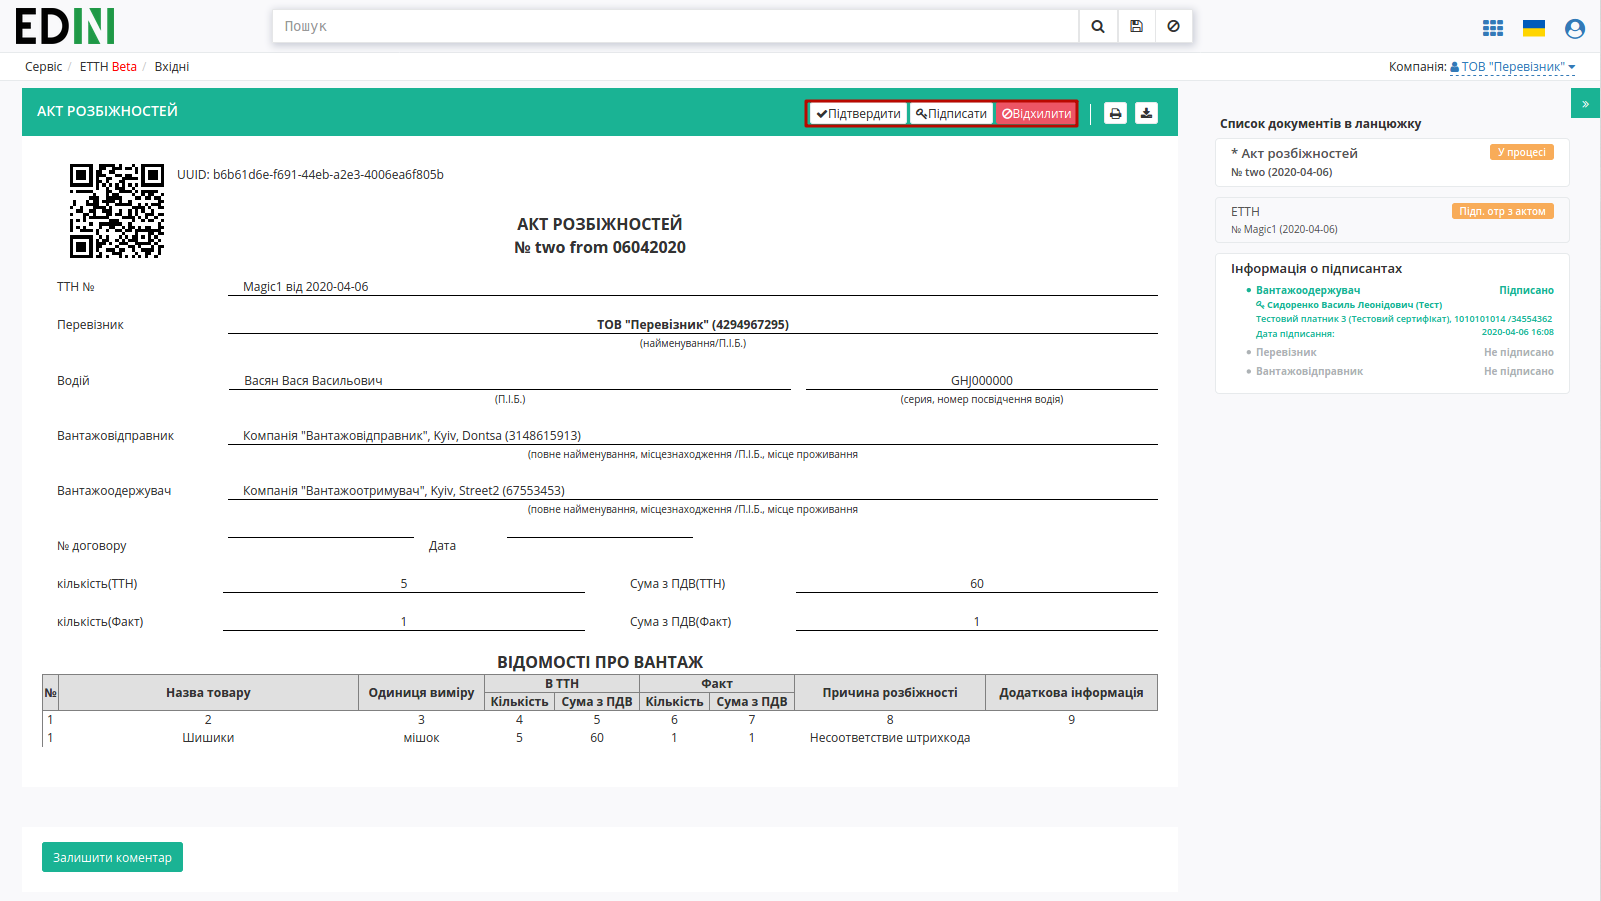 EDIN
Пошук
Сервіс / ЕТТН Beta / Вхідні
Компанія: ТОВ "Перевізник"
АКТ РОЗБІЖНОСТЕЙ
Підтвердити Підписати Відхилити
»
UUID: b6b61d6e-f691-44eb-a2e3-4006ea6f805b
АКТ РОЗБІЖНОСТЕЙ
№ two from 06042020
ТТН № Magic1 від 2020-04-06
Перевізник ТОВ "Перевізник" (4294967295)
(найменування/П.І.Б.)
Водій Васян Вася Васильович GHJ000000
(П.І.Б.) (серия, номер посвідчення водія)
Вантажовідправник Компанія "Вантажовідправник", Kyiv, Dontsa (3148615913)
(повне найменування, місцезнаходження /П.І.Б., місце проживання
Вантажоодержувач Компанія "Вантажоотримувач", Kyiv, Street2 (67553453)
(повне найменування, місцезнаходження /П.І.Б., місце проживання
№ договору Дата
кількість(ТТН) 5 Сума з ПДВ(ТТН) 60
кількість(Факт) 1 Сума з ПДВ(Факт) 1
ВІДОМОСТІ ПРО ВАНТАЖ
№ Назва товару Одиниця виміру В ТТН Факт Причина розбіжності Додаткова інформація
Кількість Сума з ПДВ Кількість Сума з ПДВ
1 2 3 4 5 6 7 8 9
1 Шишики мішок 5 60 1 1 Несоответствие штрихкода
Залишити коментар
Список документів в ланцюжку
* Акт розбіжностей У процесі
№ two (2020-04-06)
ЕТТН Підп. отр з актом
№ Magic1 (2020-04-06)
Інформація о підписантах
Вантажоодержувач Підписано
Сидоренко Василь Леонідович (Тест)
Тестовий платник 3 (Тестовий сертифікат), 1010101014 /34554362
Дата підписання: 2020-04-06 16:08
Перевізник Не підписано
Вантажовідправник Не підписано